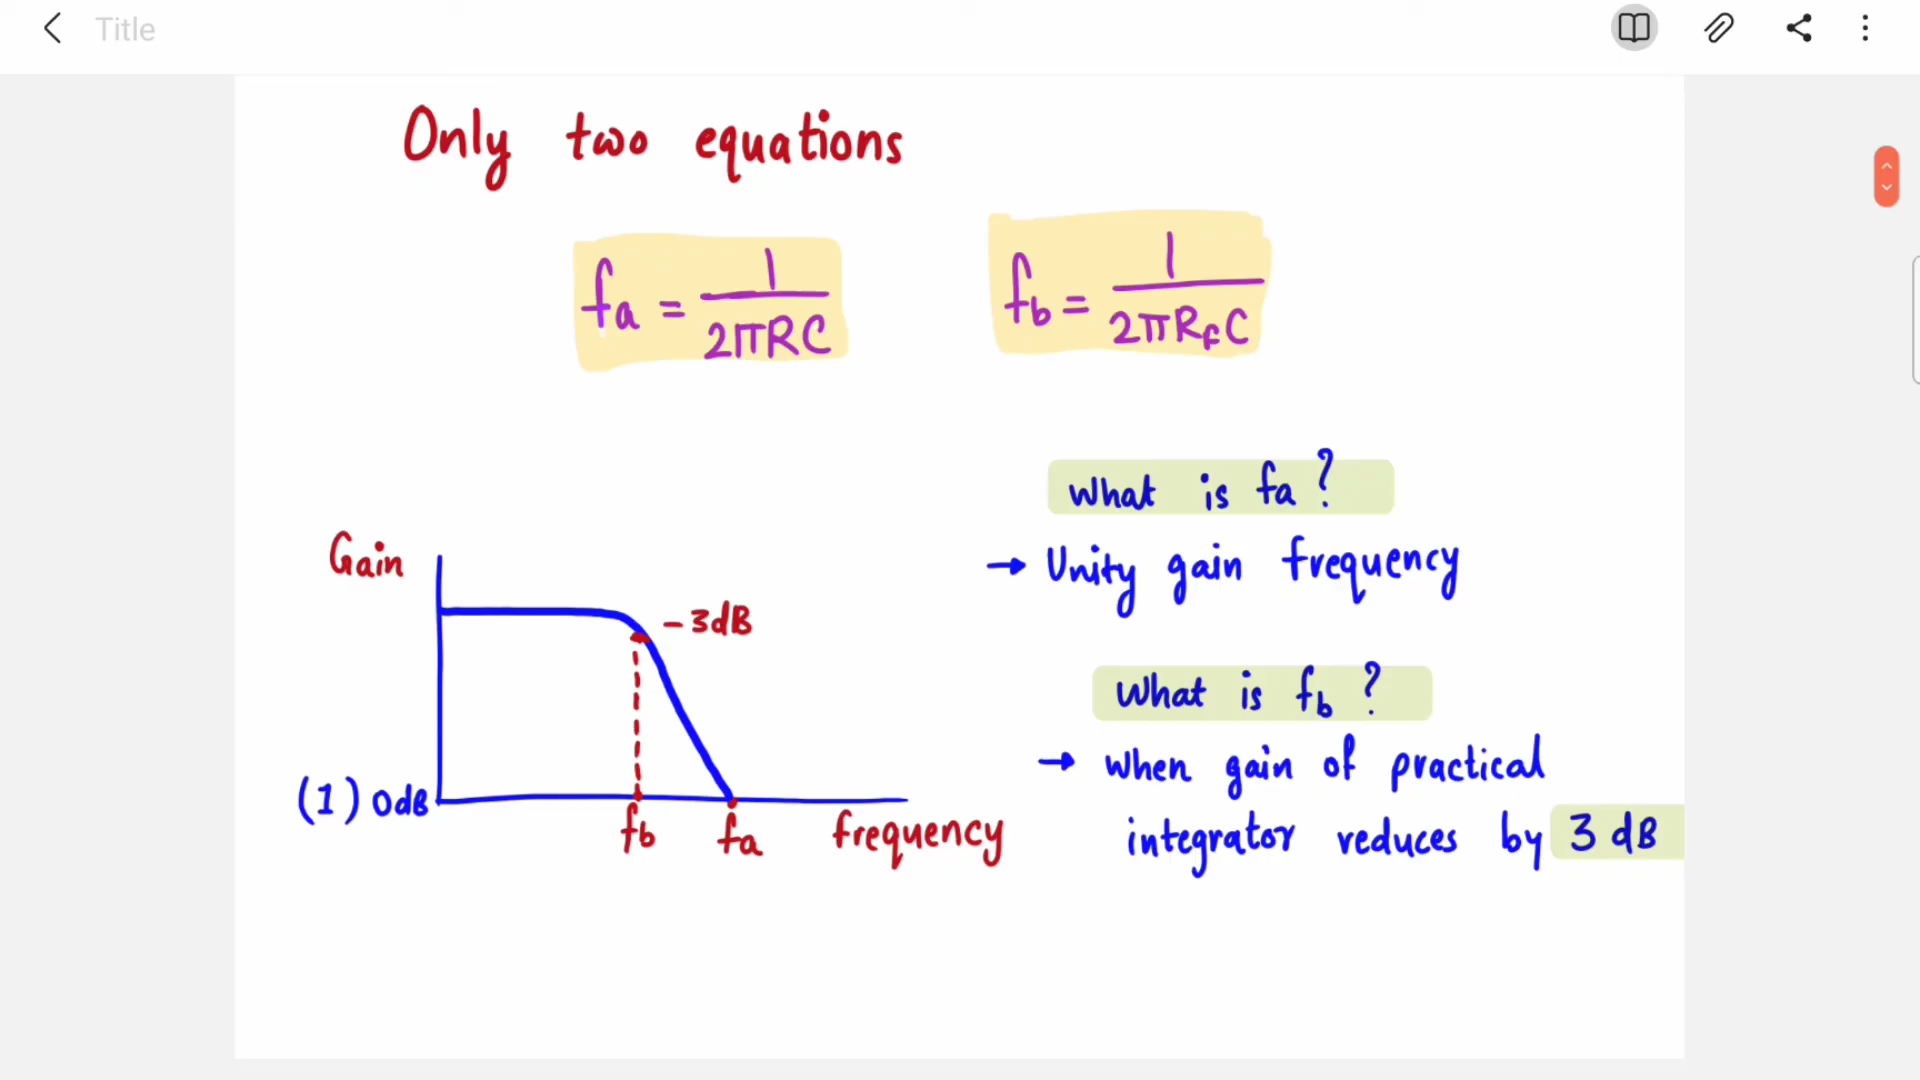 Title
Only two equations
fa = 1/2πRC
fb = 1/2πRFC
What is fa ?
→ Unity gain frequency
Gain
-3dB
What is fb ?
→ When gain of practical
integrator reduces by 3 dB
(1) 0dB
fb fa frequency